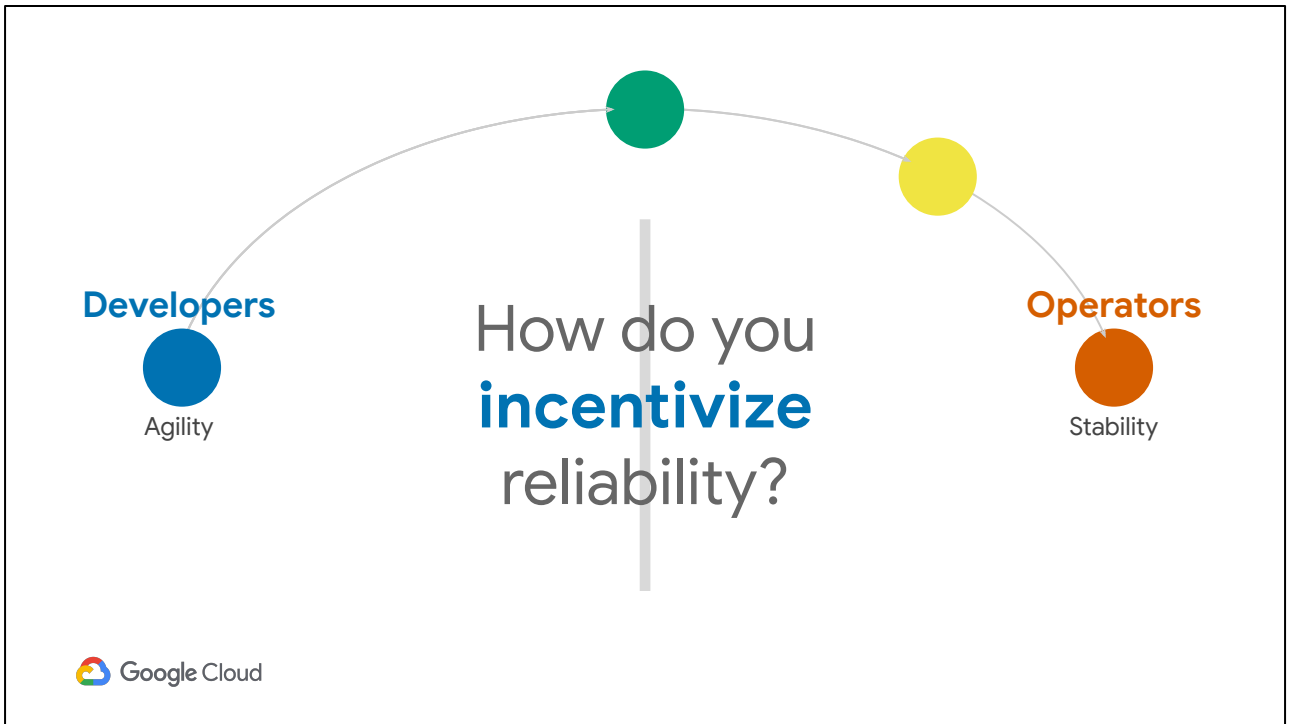 Developers
Operators
How do you
incentivize
reliability?
Agility
Stability
Google Cloud